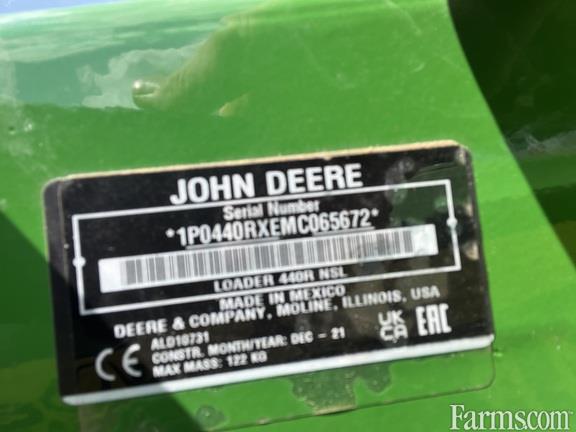 JOHN DEERE
Serial Number
*1P0440RXEMC065672*
LOADER 440R NSL
MADE IN MEXICO
DEERE & COMPANY, MOLINE, ILLINOIS, USA
ALO10731
CONSTR. MONTH/YEAR: DEC - 21
MAX MASS: 122 KG
CE
UK
CA
EAC
Farms.com